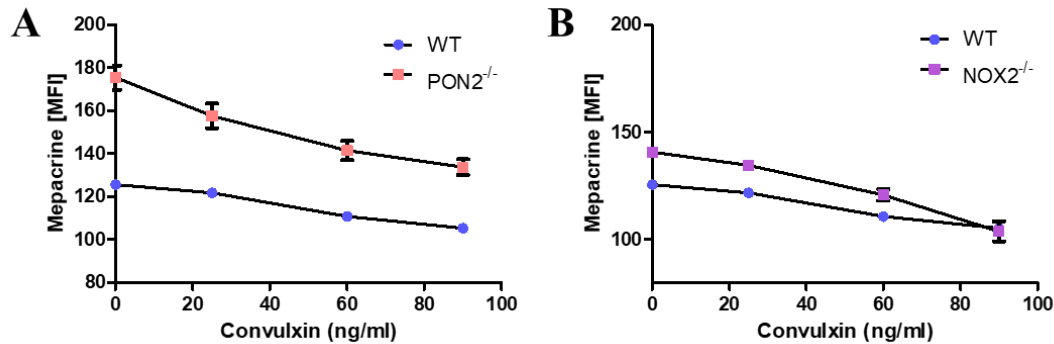 A
200
180
160
140
120
100
80
Mepacrine [MFI]
WT
PON2-/-
0 20 40 60 80 100
Convulxin (ng/ml)
B
200
150
100
Mepacrine [MFI]
WT
NOX2-/-
0 20 40 60 80 100
Convulxin (ng/ml)